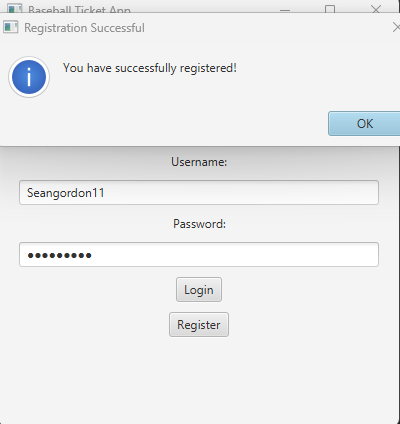 Baseball Ticket App
Registration Successful
You have successfully registered!
OK
Username:
Seangordon11
Password:
●●●●●●●●●
Login
Register